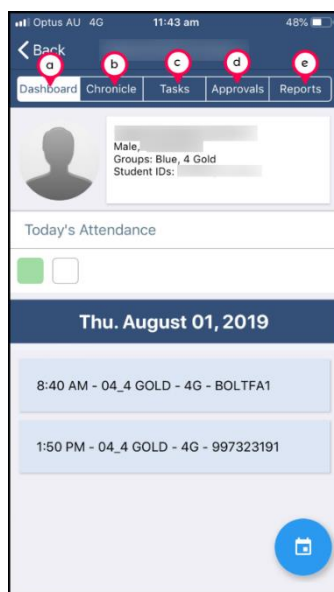 Optus AU 4G 11:43 am 48%
Back
a b c d e
Dashboard Chronicle Tasks Approvals Reports
Male,
Groups: Blue, 4 Gold
Student IDs:
Today's Attendance
Thu. August 01, 2019
8:40 AM - 04_4 GOLD - 4G - BOLTFA1
1:50 PM - 04_4 GOLD - 4G - 997323191